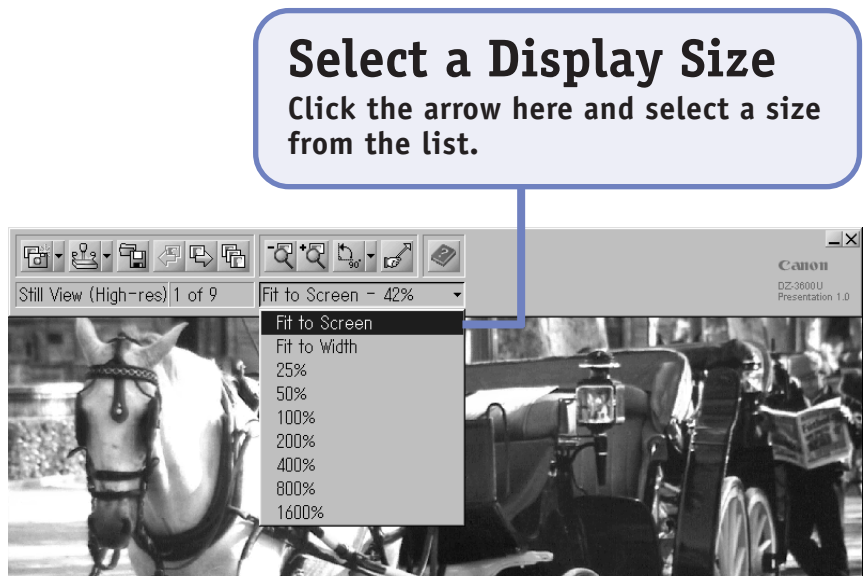 Select a Display Size
Click the arrow here and select a size
from the list.
90°
Canon
DZ-3600U
Presentation 1.0
Still View (High-res) 1 of 9
Fit to Screen - 42%
Fit to Screen
Fit to Width
25%
50%
100%
200%
400%
800%
1600%